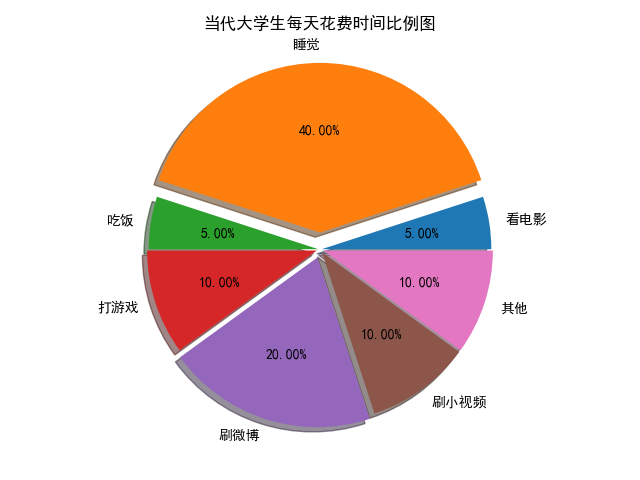 当代大学生每天花费时间比例图
睡觉
40.00%
吃饭
5.00%
5.00%
看电影
打游戏
10.00%
10.00%
其他
20.00%
10.00%
刷微博
刷小视频